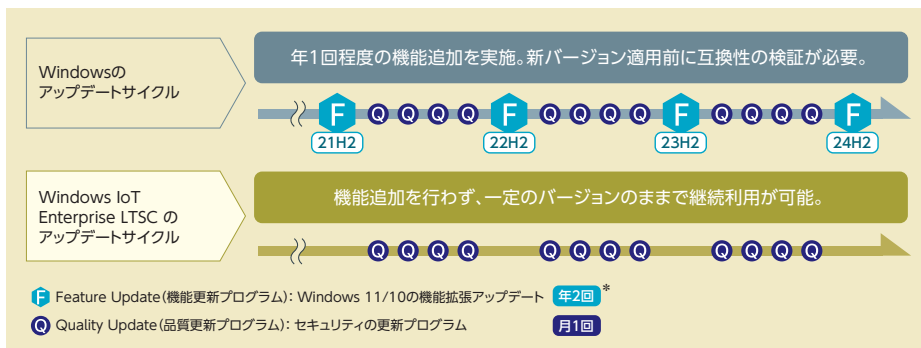 Windowsの
アップデートサイクル
年1回程度の機能追加を実施。新バージョン適用前に互換性の検証が必要。
F Q Q Q Q F Q Q Q Q F Q Q Q Q F
21H2 22H2 23H2 24H2
Windows IoT
Enterprise LTSC の
アップデートサイクル
機能追加を行わず、一定のバージョンのままで継続利用が可能。
Q Q Q Q Q Q Q Q Q Q Q Q
F Feature Update(機能更新プログラム): Windows 11/10の機能拡張アップデート 年2回*
Q Quality Update(品質更新プログラム): セキュリティの更新プログラム 月1回